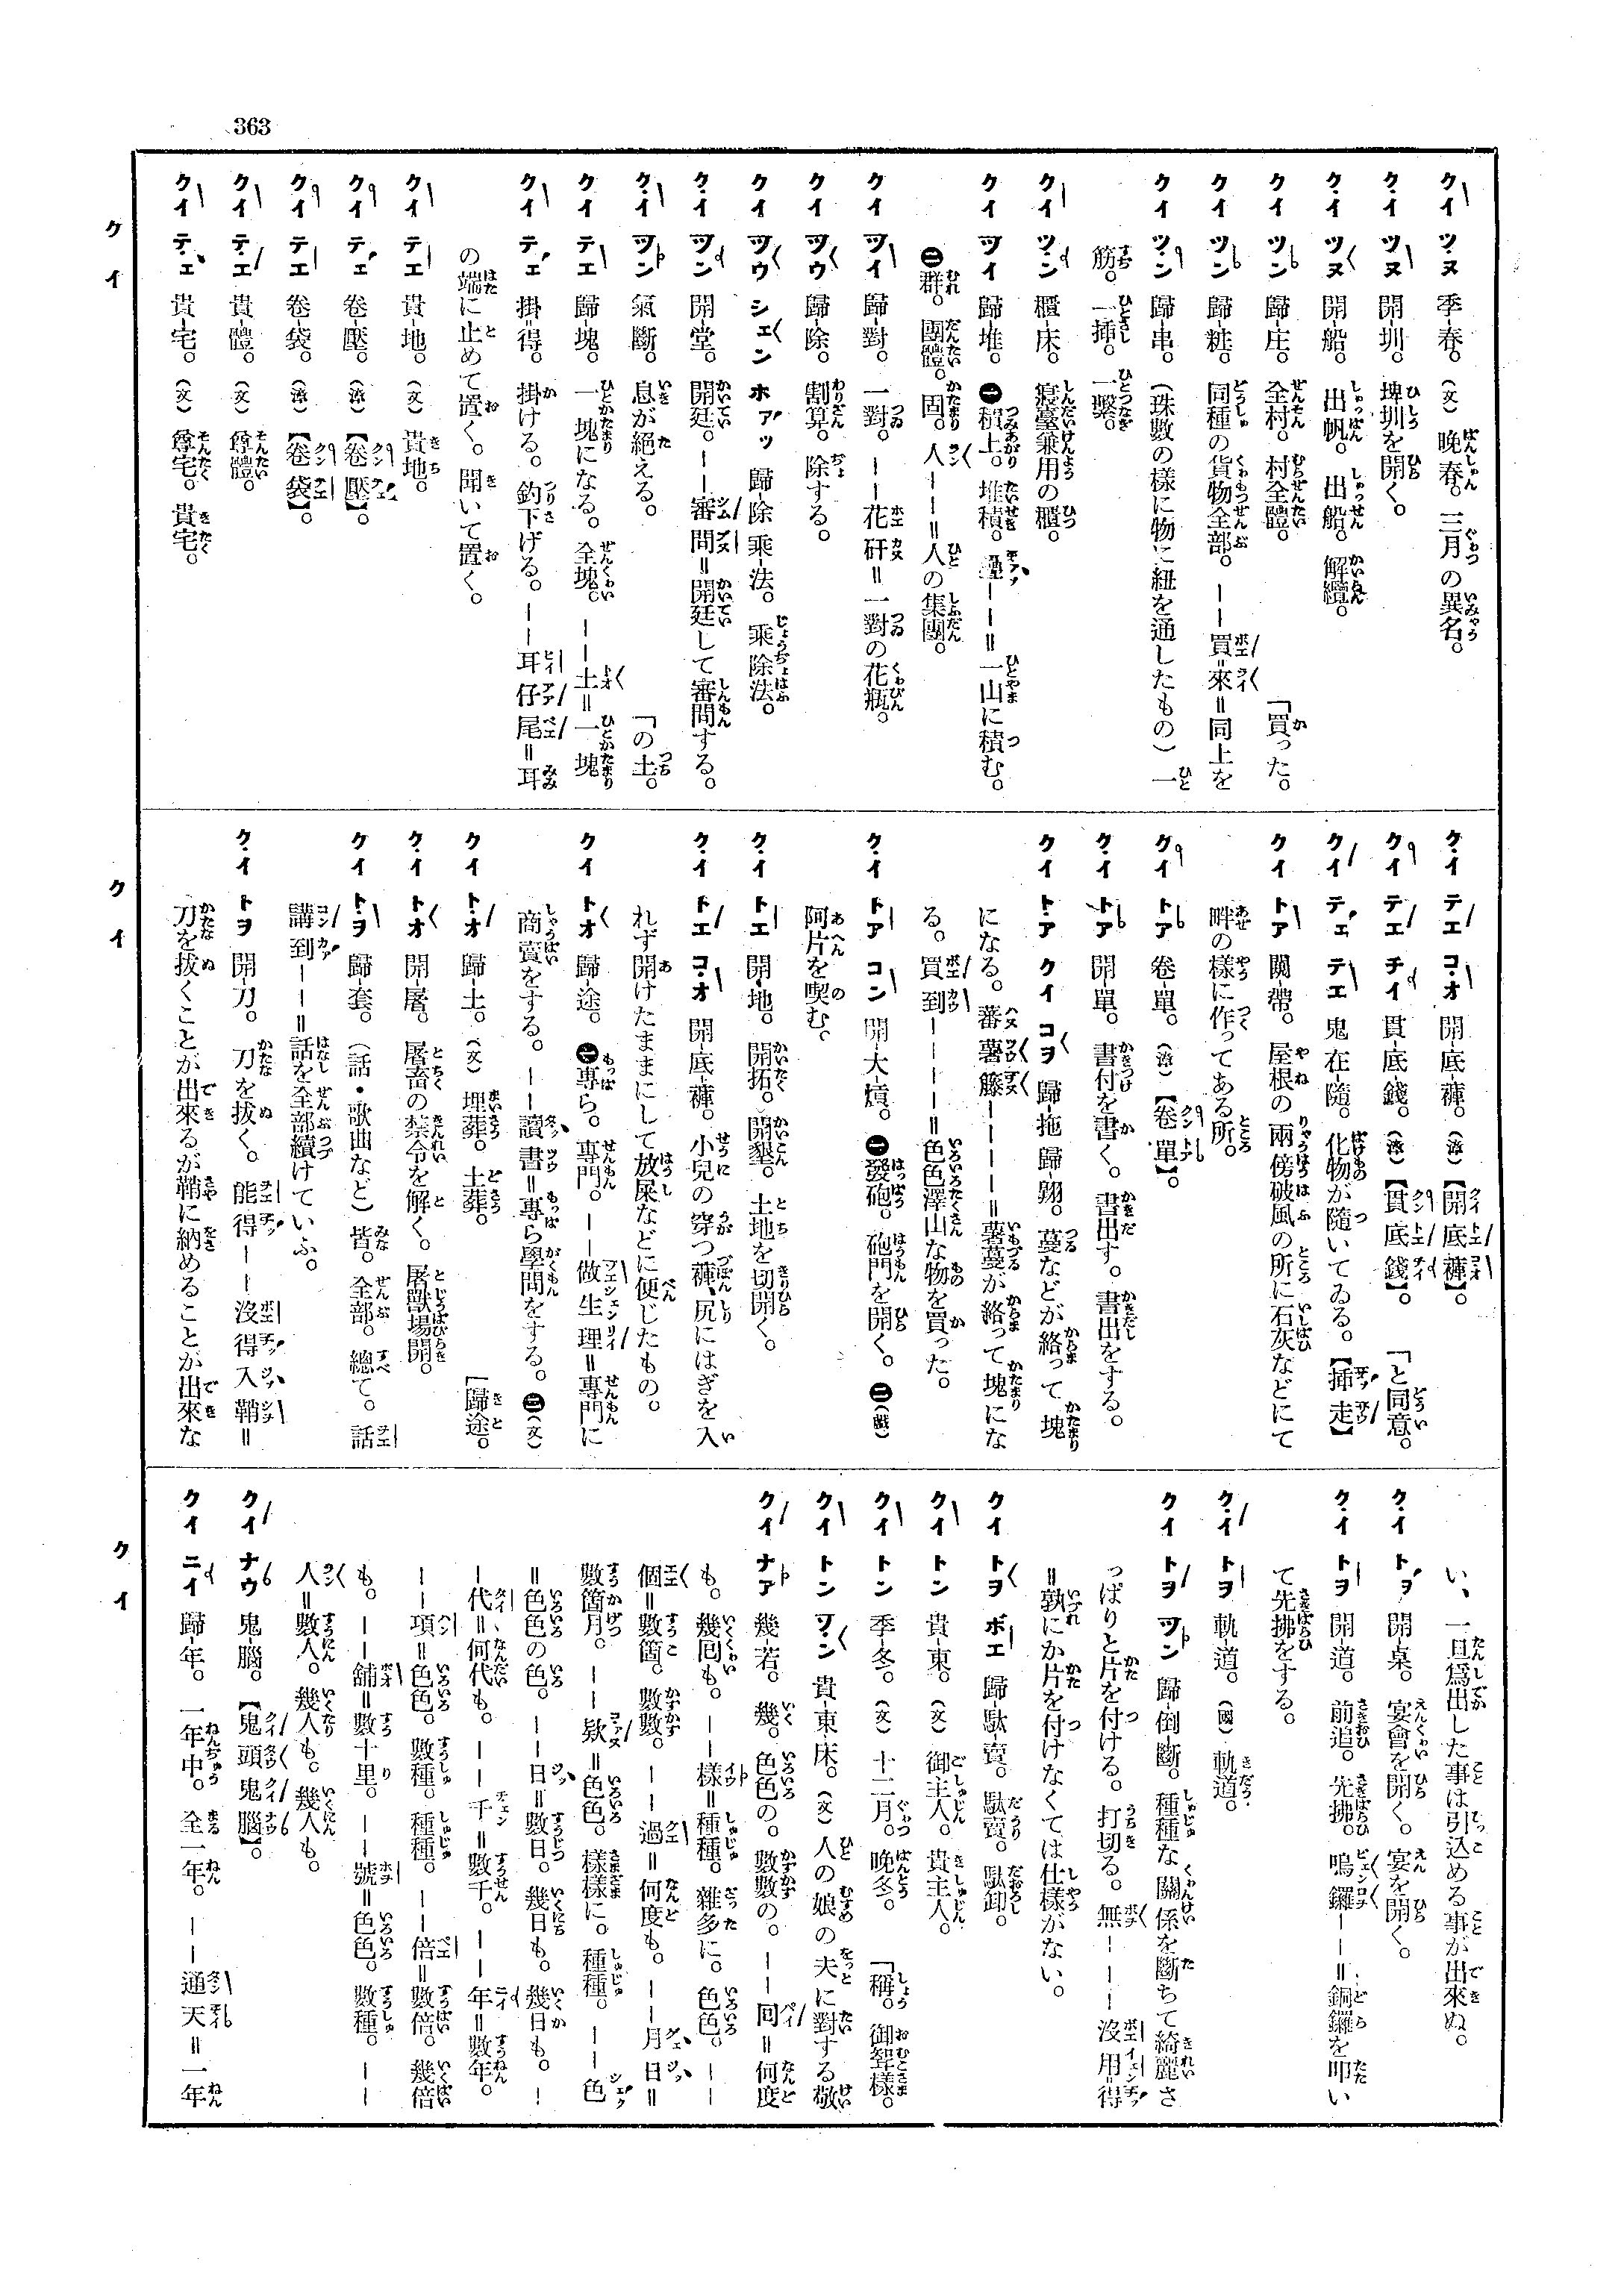 363
クイ ツヌ 季-春。(文)晩春。三月の異名。
クイ ツヌ 開-圳。埤圳を開く。
クイ ツヌ 開-船。出帆。出船。解纜。
クイ ツン 歸-庄。全村。村全體。「買った。
クイ ツン 歸-粧。同種の貨物全部。——買=來=同上を
クイ ツン 歸-串。(珠數の樣に物に紐を通したもの)一
筋。一揷。一繫。
クイ ツン 櫃-床。寢臺兼用の櫃。
クイ ツイ 歸-堆。㊀積上。堆積。疊——=一山に積む。
㊁群。團體。固。人——=人の集團。
クイ ツイ 歸-對。一對。——花矸=一對の花瓶。
クイ ツウ 歸-除。割算。除する。
クイ ツウ シェン ホァッ 歸-除 乘-法。乘除法。
クイ ツン 開-堂。開廷。——審問=開廷して審問する。
クイ ツン 氣-斷。息が絕える。「の土。
クイ テエ 歸-塊。一塊になる。全塊。——土=一塊
クイ テェ 掛=得。掛ける。釣下げる。——耳仔尾=耳
の端に止めて置く。聞いて置く。
クイ テエ 貴-地。(文)貴地。
クイ テェ 卷-壓。(漳)【卷壓】。
クイ テエ 卷-袋。(漳)【卷袋】。
クイ テエ 貴-體。(文)尊體。
クイ テェ 貴-宅。(文)尊宅。貴宅。
ク イ
クイ テエ コオ 開-底-褲。(漳)【開底褲】。
クイ テエ チイ 貫-底-錢。(漳)【貫底錢】。「と同意。
クイ テェ テエ 鬼 在-隨。化物が隨いてゐる。【揷走】
クイ トア 闊-帶。屋根の兩傍破風の所に石灰などにて
畔の樣に作ってある所。
クイ トア 卷-單。(漳)【卷單】。
クイ トア 開-單。書付を書く。書出す。書出をする。
クイ トア クイ コヲ 歸-拖 歸-翗。蔓などが絡って塊
になる。蕃薯籐————=薯蔓が絡って塊にな
る。買到————=色色澤山な物を買った。
クイ トア コン 開-大-熕。㊀發砲。砲門を開く。㊁(戲)
阿片を喫む。
クイ トエ 開-地。開拓。開墾。土地を切開く。
クイ トエ コオ 開-底-褲。小兒の穿つ褲、尻にはぎを入
れず開けたままにして放屎などに便じたもの。
クイ トオ 歸-途。㊀專ら。專門。——做生理=專門に
商賣をする。——讀書=專ら學問をする。㊁(文)
クイ トオ 歸-土。(文)埋葬。土葬。「歸途。
クイ トオ 開-屠。屠畜の禁令を解く。屠獸場開。
クイ トヲ 歸-套。(話・歌曲など)皆。全部。總て。話
講到——=話を全部續けていふ。
クイ トヲ 開-刀。刀を拔く。能得——沒得入鞘=
刀を拔くことが出來るが鞘に納めることが出來な
ク イ
い、一旦爲出した事は引込める事が出來ぬ。
クイ トヲ 開-桌。宴會を開く。宴を開く。
クイ トヲ 開-道。前追。先拂。鳴鑼——=銅鑼を叩い
て先拂をする。
クイ トヲ 軌-道。(國)軌道。
クイ トヲ ツン 歸-倒-斷。種種な關係を斷ちて綺麗さ
っぱりと片を付ける。打切る。無———沒用得
=孰にか片を付けなくては仕樣がない。
クイ トヲ ボエ 歸-駄-賣。駄賣。駄卸。
クイ トン 貴-東。(文)御主人。貴主人。
クイ トン 季-冬。(文)十二月。晩冬。「稱。御聟樣。
クイ トン ツン 貴-東-床。(文)人の娘の夫に對する敬
クイ ナア 幾-若。幾。色色の。數數の。——囘=何度
も。幾囘も。——樣=種種。雜多に。色色。——
個=數箇。數數。——過=何度も。——月日=
數箇月。——欵=色色。樣樣に。種種。——色
=色色の色。——日=數日。幾日も。幾日も。—
—代=何代も。——千=數千。——年=數年。
——項=色色。數種。種種。——倍=數倍。幾倍
も。——舖=數十里。——號=色色。數種。——
人=數人。幾人も。幾人も。
クイ ナウ 鬼-腦。【鬼頭鬼腦】。
クイ ニイ 歸-年。一年中。全一年。——通天=一年
ク イ